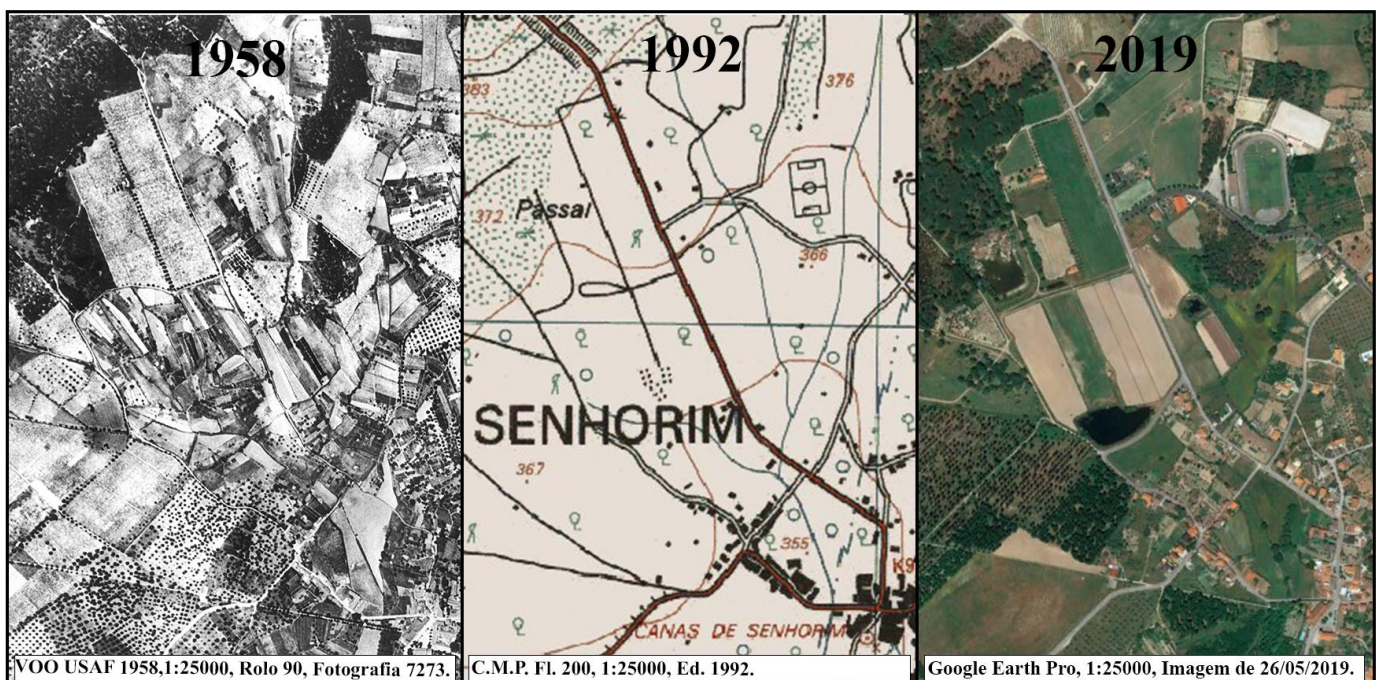 1958
1992
2019
383
376
Passal
372
366
SENHORIM
367
355
K9
CANAS DE SENHORIM
VOO USAF 1958,1:25000, Rolo 90, Fotografia 7273.
C.M.P. Fl. 200, 1:25000, Ed. 1992.
Google Earth Pro, 1:25000, Imagem de 26/05/2019.